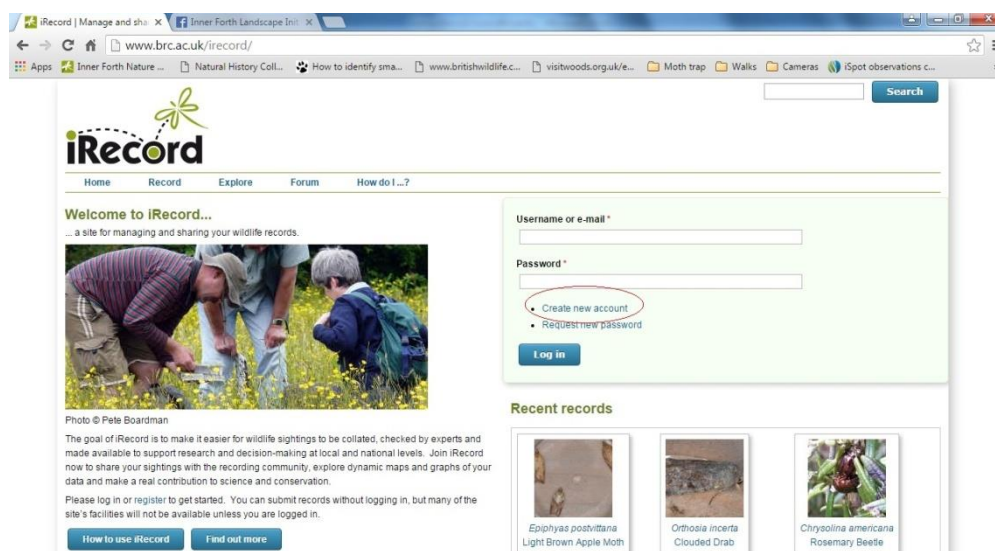 iRecord | Manage and sha
Inner Forth Landscape Init
www.brc.ac.uk/irecord/
Apps
Inner Forth Nature ...
Natural History Coll...
How to identify sma...
www.britishwildlife.c...
visitwoods.org.uk/e...
Moth trap
Walks
Cameras
iSpot observations c...
Search
iRecord
Home Record Explore Forum How do I ...?
Welcome to iRecord...
... a site for managing and sharing your wildlife records.
Photo © Pete Boardman
The goal of iRecord is to make it easier for wildlife sightings to be collated, checked by experts and
made available to support research and decision-making at local and national levels. Join iRecord
now to share your sightings with the recording community, explore dynamic maps and graphs of your
data and make a real contribution to science and conservation.
Please log in or register to get started. You can submit records without logging in, but many of the
site's facilities will not be available unless you are logged in.
How to use iRecord
Find out more
Username or e-mail *
Password *
Create new account
Request new password
Log in
Recent records
Epiphyas postvittana
Light Brown Apple Moth
Orthosia incerta
Clouded Drab
Chrysolina americana
Rosemary Beetle